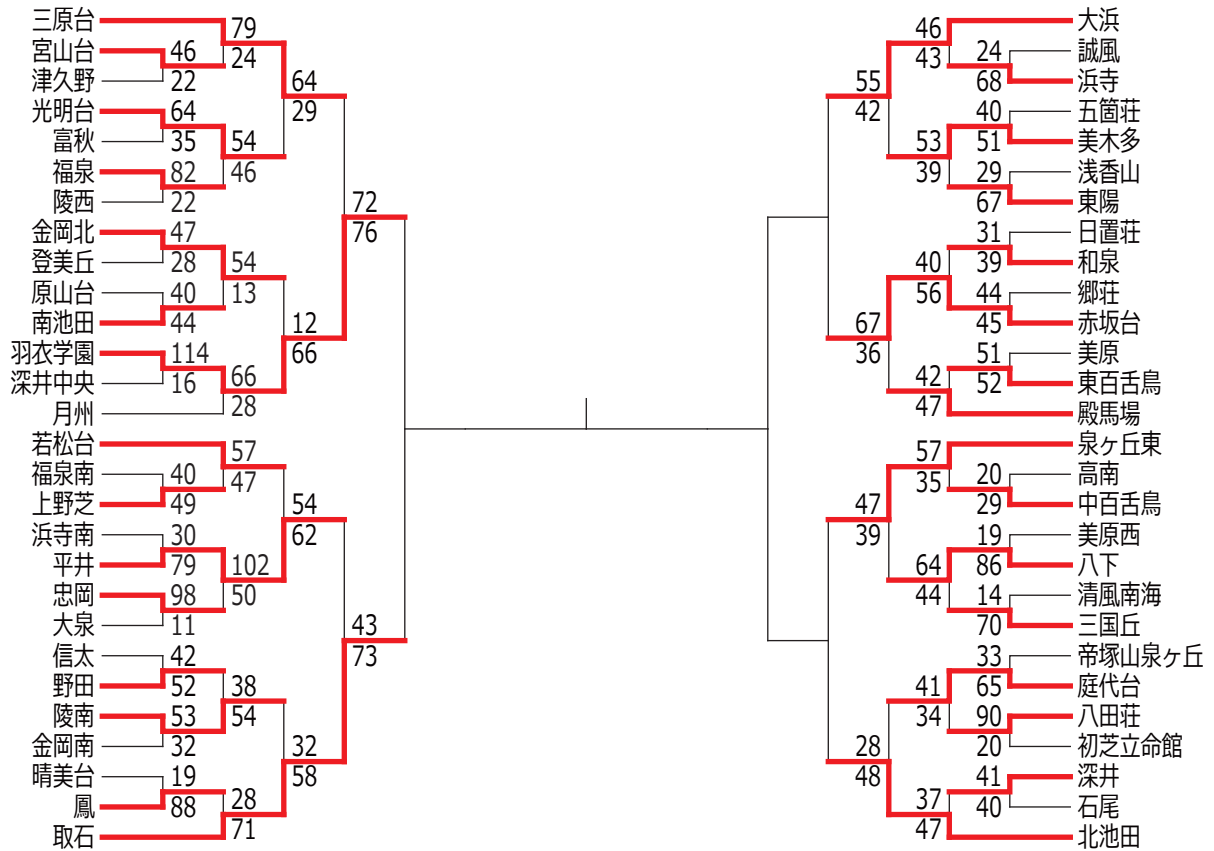 三原台
宮山台
津久野
光明台
富秋
福泉
陵西
金岡北
登美丘
原山台
南池田
羽衣学園
深井中央
月州
若松台
福泉南
上野芝
浜寺南
平井
忠岡
大泉
信太
野田
陵南
金岡南
晴美台
鳳
取石
46
22
64
35
82
22
47
28
40
44
114
16
40
49
30
79
98
11
42
52
53
32
19
88
79
24
54
46
54
13
66
28
57
47
102
50
38
54
28
71
64
29
12
66
54
62
32
58
72
76
43
73
55
42
67
36
47
39
28
48
46
43
53
39
40
56
42
47
57
35
64
44
41
34
37
47
24
68
40
51
29
67
31
39
44
45
51
52
20
29
19
86
14
70
33
65
90
20
41
40
大浜
誠風
浜寺
五箇荘
美木多
浅香山
東陽
日置荘
和泉
郷荘
赤坂台
美原
東百舌鳥
殿馬場
泉ヶ丘東
高南
中百舌鳥
美原西
八下
清風南海
三国丘
帝塚山泉ヶ丘
庭代台
八田荘
初芝立命館
深井
石尾
北池田